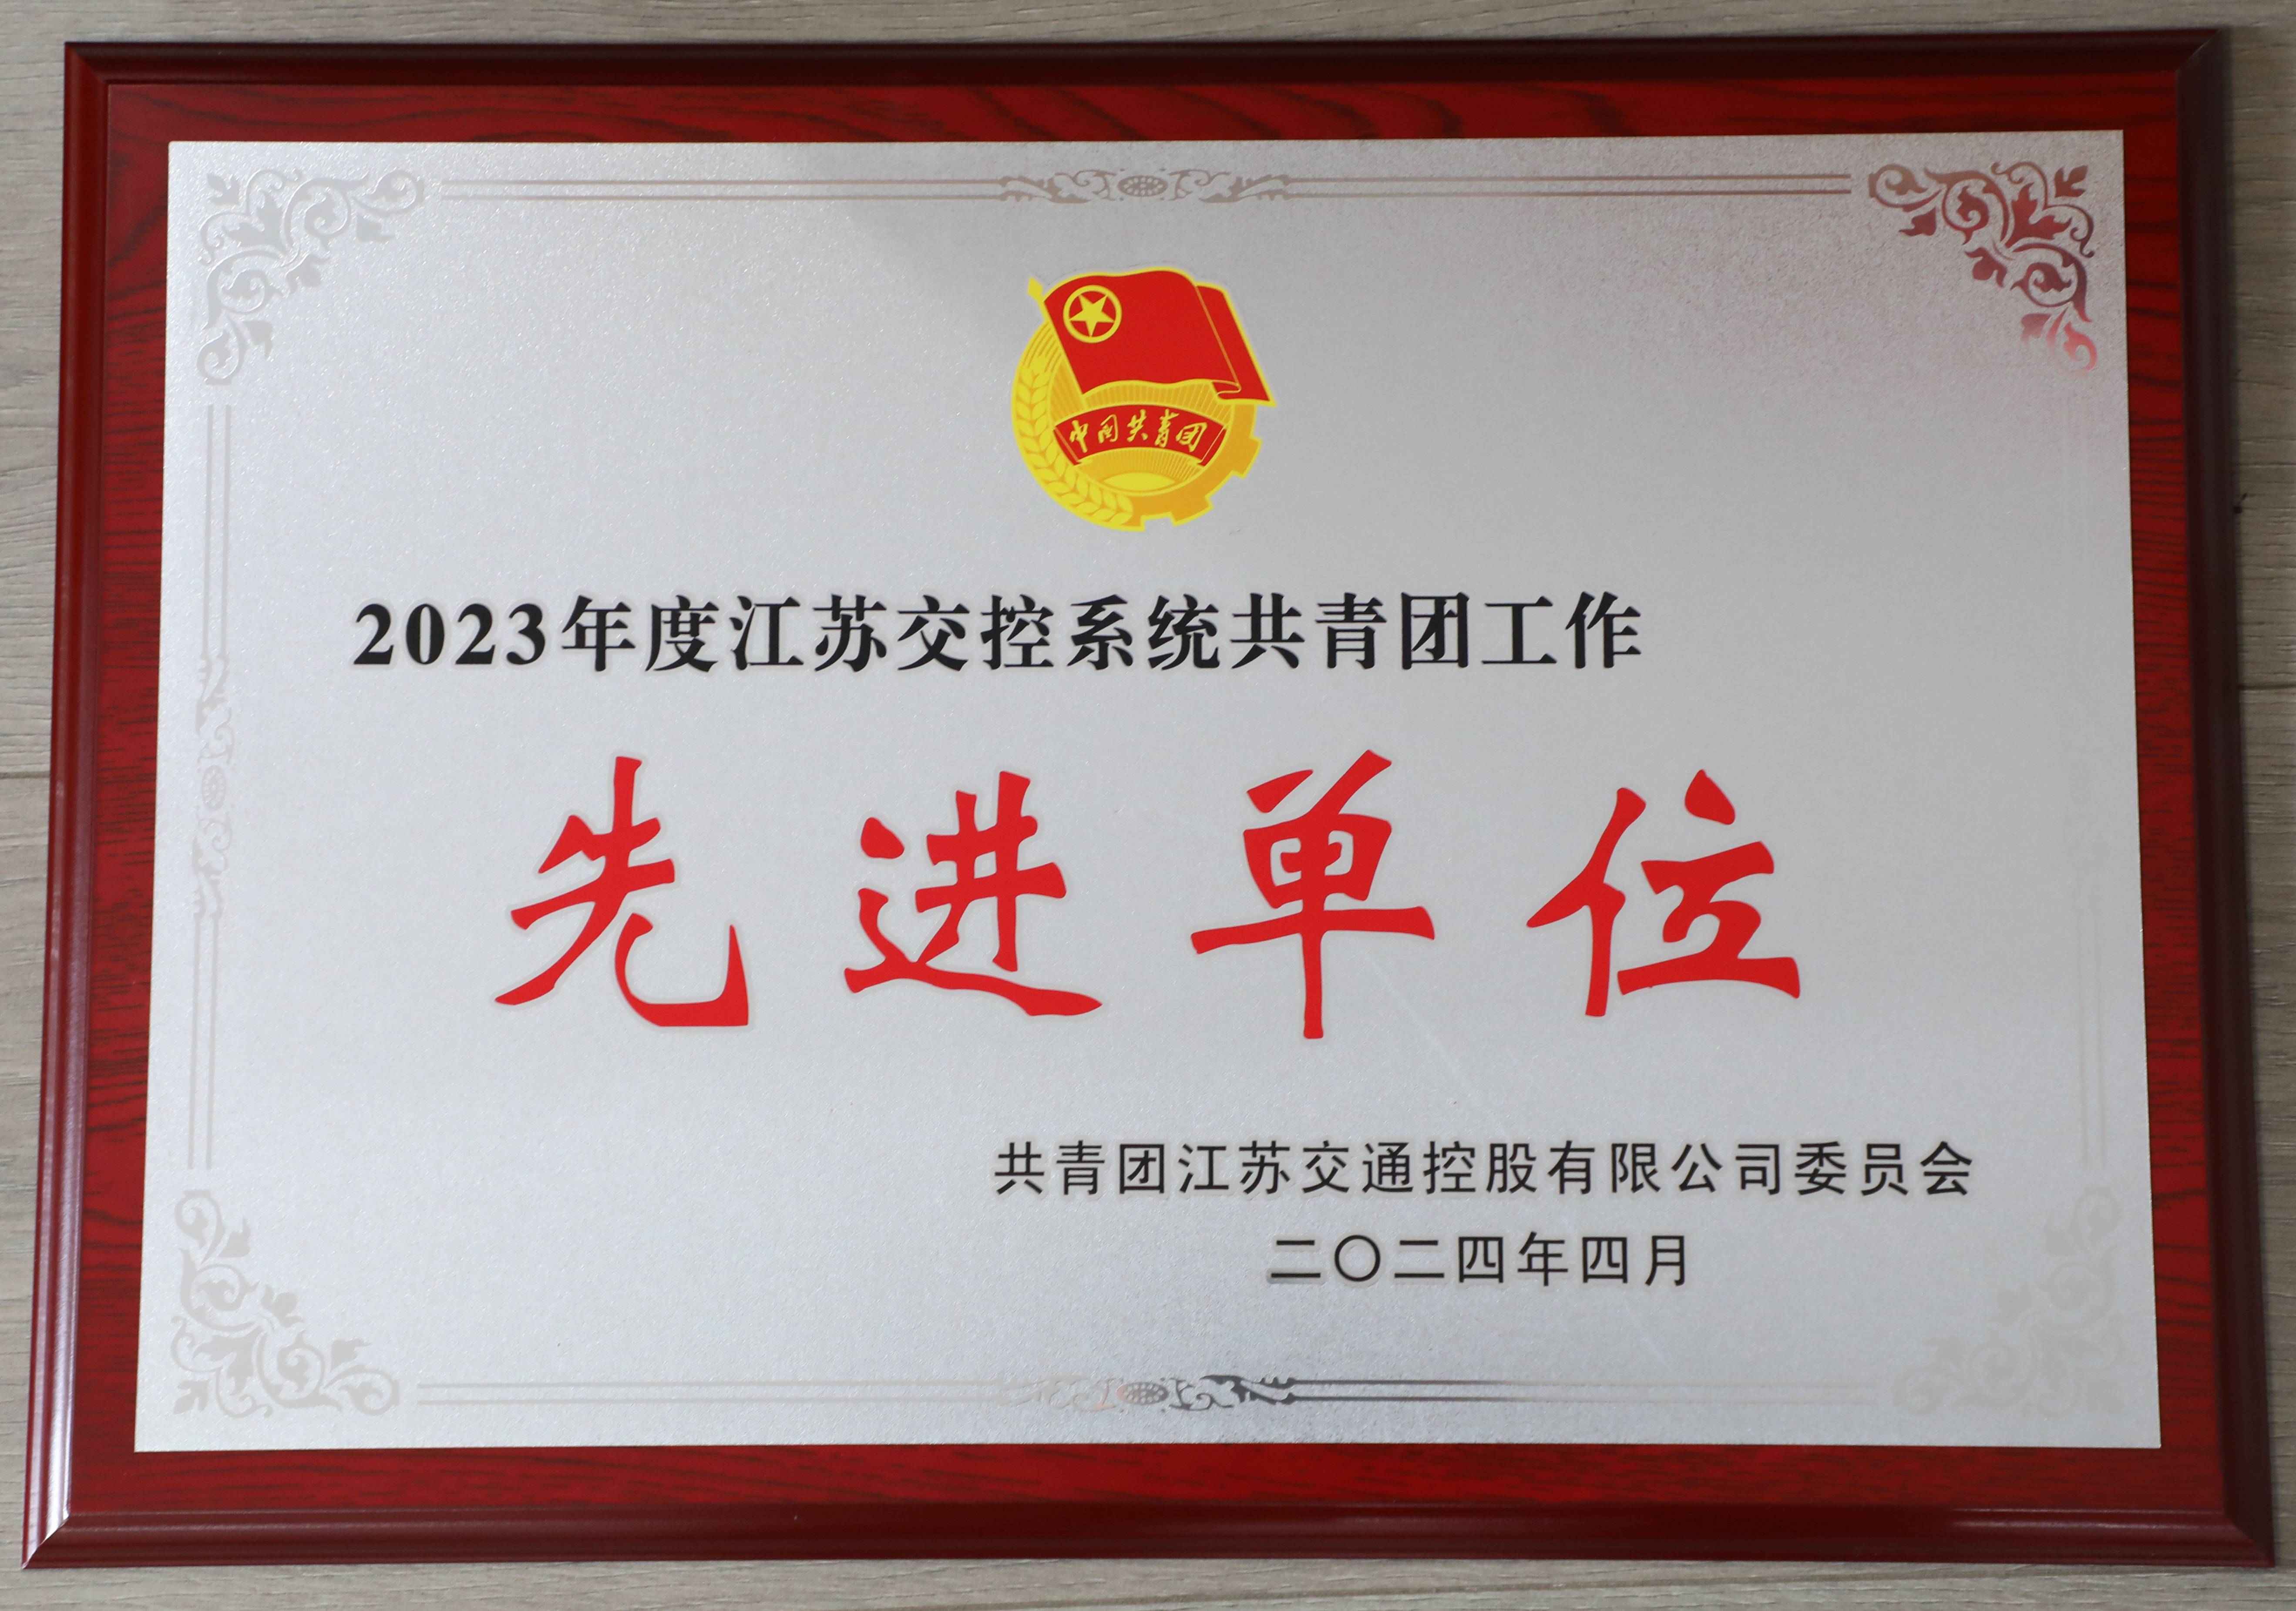 中国共青团
2023年度江苏交控系统共青团工作
先进单位
共青团江苏交通控股有限公司委员会
二〇二四年四月